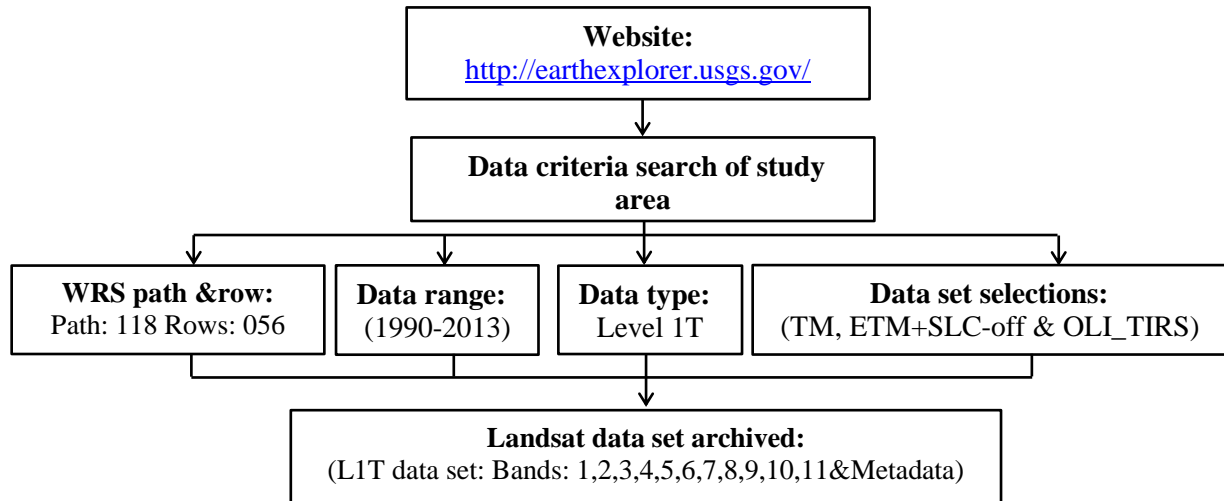 Website:
http://earthexplorer.usgs.gov/
Data criteria search of study
area
WRS path &row:
Path: 118 Rows: 056
Data range:
(1990-2013)
Data type:
Level 1T
Data set selections:
(TM, ETM+SLC-off & OLI_TIRS)
Landsat data set archived:
(L1T data set: Bands: 1,2,3,4,5,6,7,8,9,10,11&Metadata)